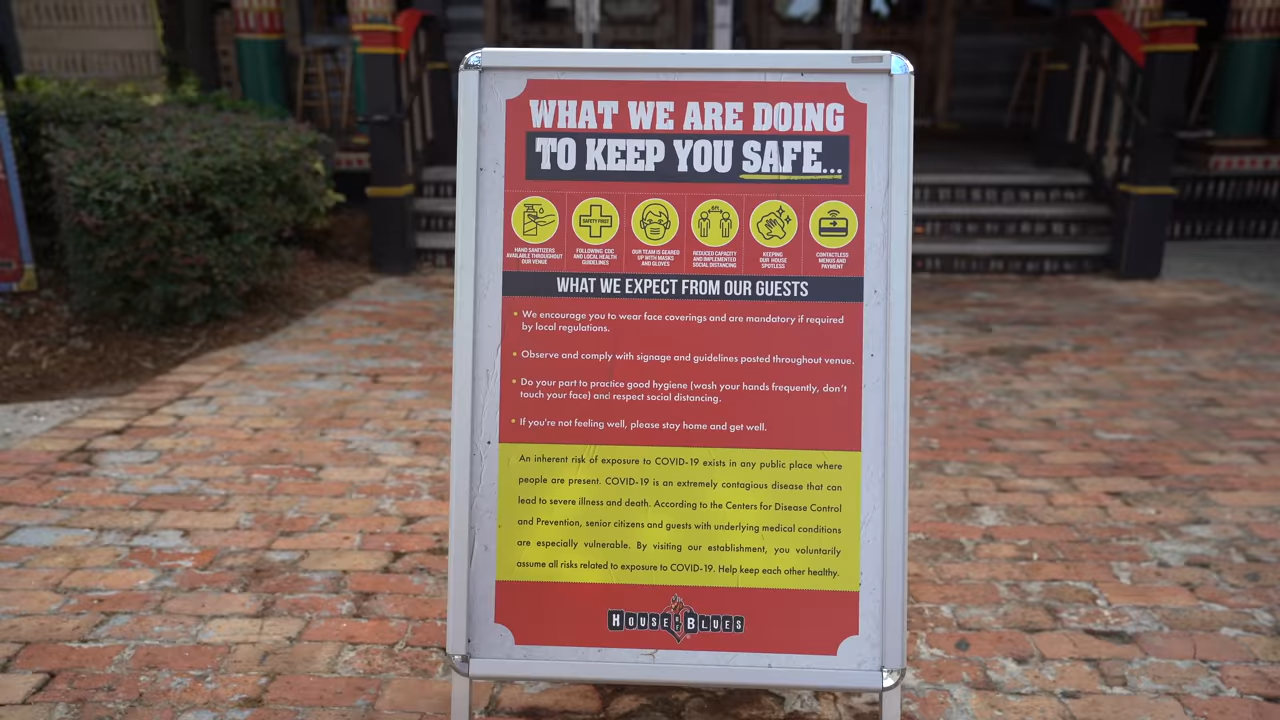 WHAT WE ARE DOING
TO KEEP YOU SAFE...
SAFETY FIRST
6ft
HAND SANITIZERS
AVAILABLE THROUGHOUT
OUR VENUE
FOLLOWING CDC
AND LOCAL HEALTH
GUIDELINES
OUR TEAM IS GEARED
UP WITH MASKS
AND GLOVES
REDUCED CAPACITY
AND IMPLEMENTED
SOCIAL DISTANCING
KEEPING
OUR HOUSE
SPOTLESS
CONTACTLESS
MENUS AND
PAYMENT
WHAT WE EXPECT FROM OUR GUESTS
• We encourage you to wear face coverings and are mandatory if required
by local regulations.
• Observe and comply with signage and guidelines posted throughout venue.
• Do your part to practice good hygiene (wash your hands frequently, don't
touch your face) and respect social distancing.
• If you're not feeling well, please stay home and get well.
An inherent risk of exposure to COVID-19 exists in any public place where
people are present. COVID-19 is an extremely contagious disease that can
lead to severe illness and death. According to the Centers for Disease Control
and Prevention, senior citizens and guests with underlying medical conditions
are especially vulnerable. By visiting our establishment, you voluntarily
assume all risks related to exposure to COVID-19. Help keep each other healthy.
HOUSE OF BLUES